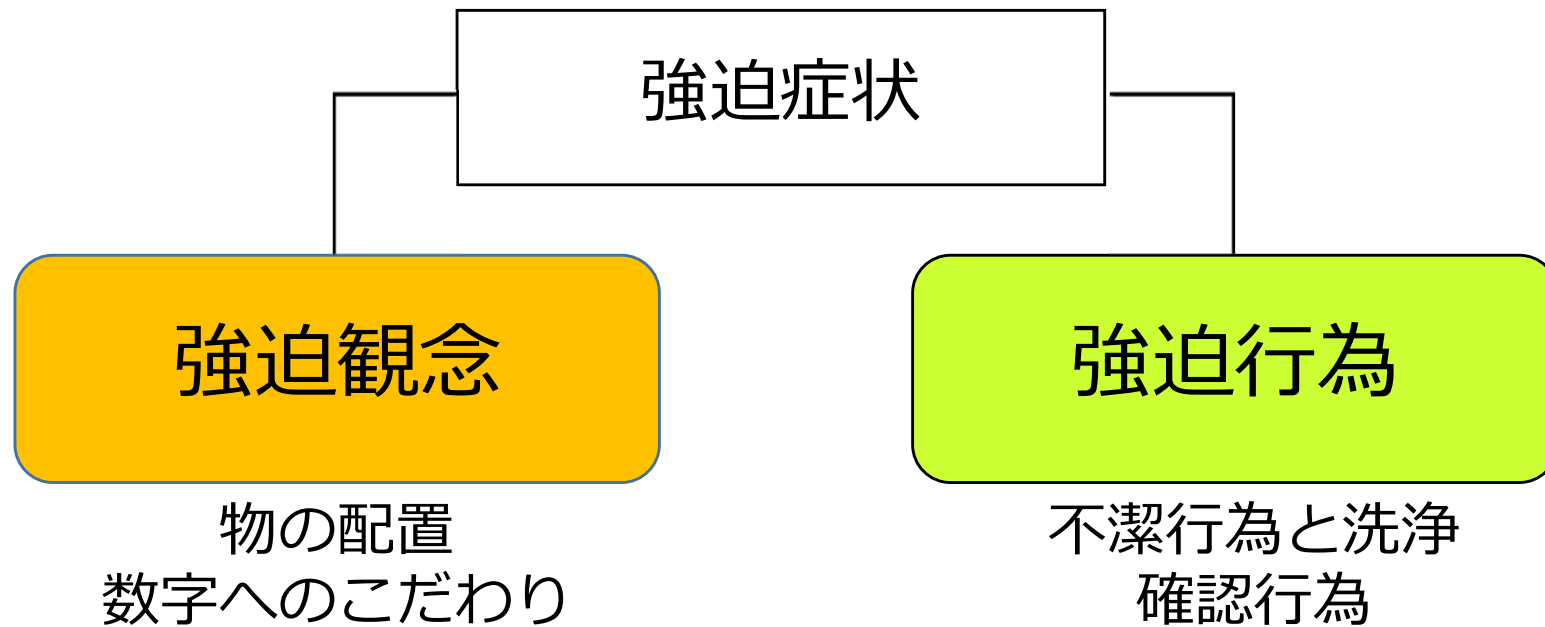 強迫症状
強迫観念
強迫行為
物の配置
数字へのこだわり
不潔行為と洗浄
確認行為